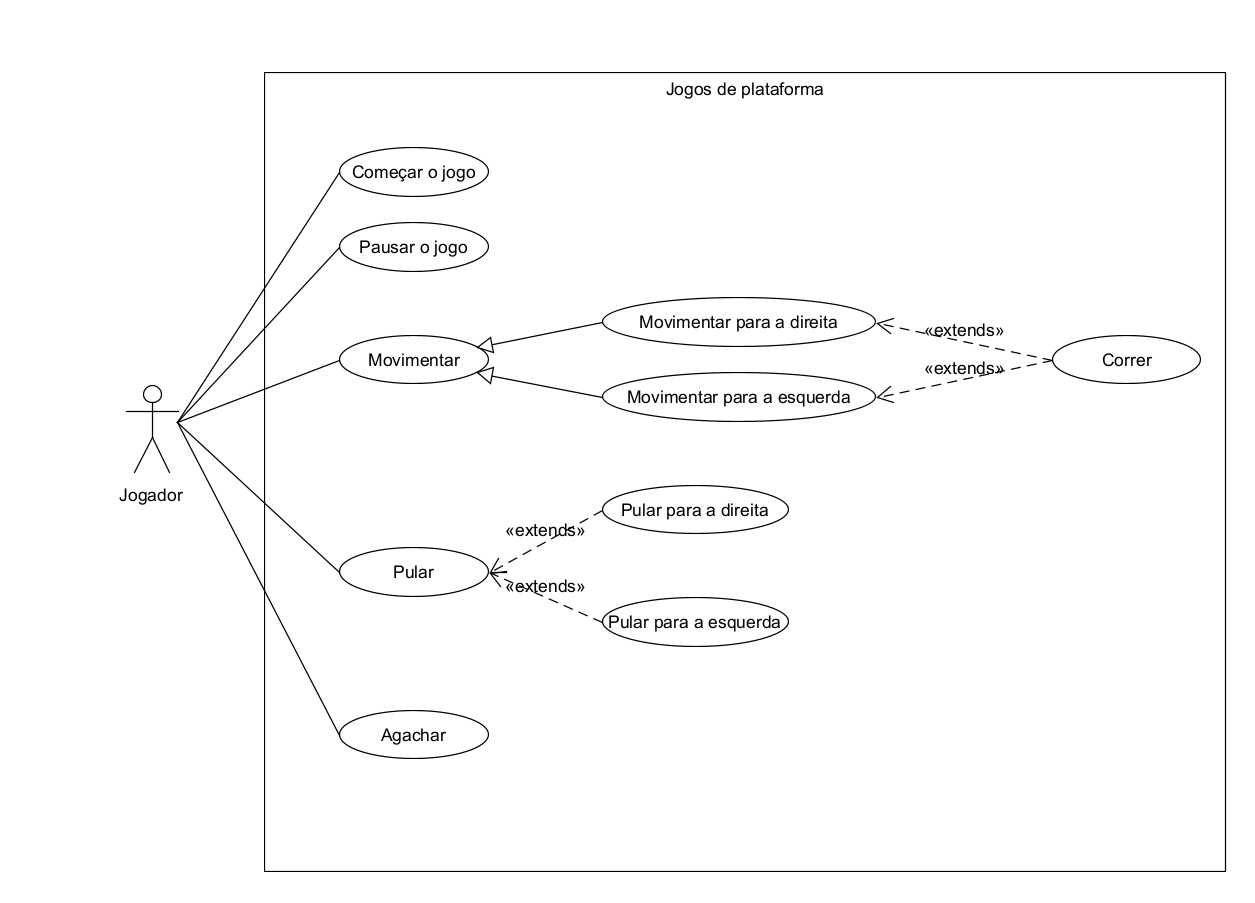 Jogos de plataforma
Começar o jogo
Pausar o jogo
Movimentar para a direita
«extends»
Movimentar
Correr
«extends»
Movimentar para a esquerda
Jogador
Pular para a direita
«extends»
Pular
«extends»
Pular para a esquerda
Agachar